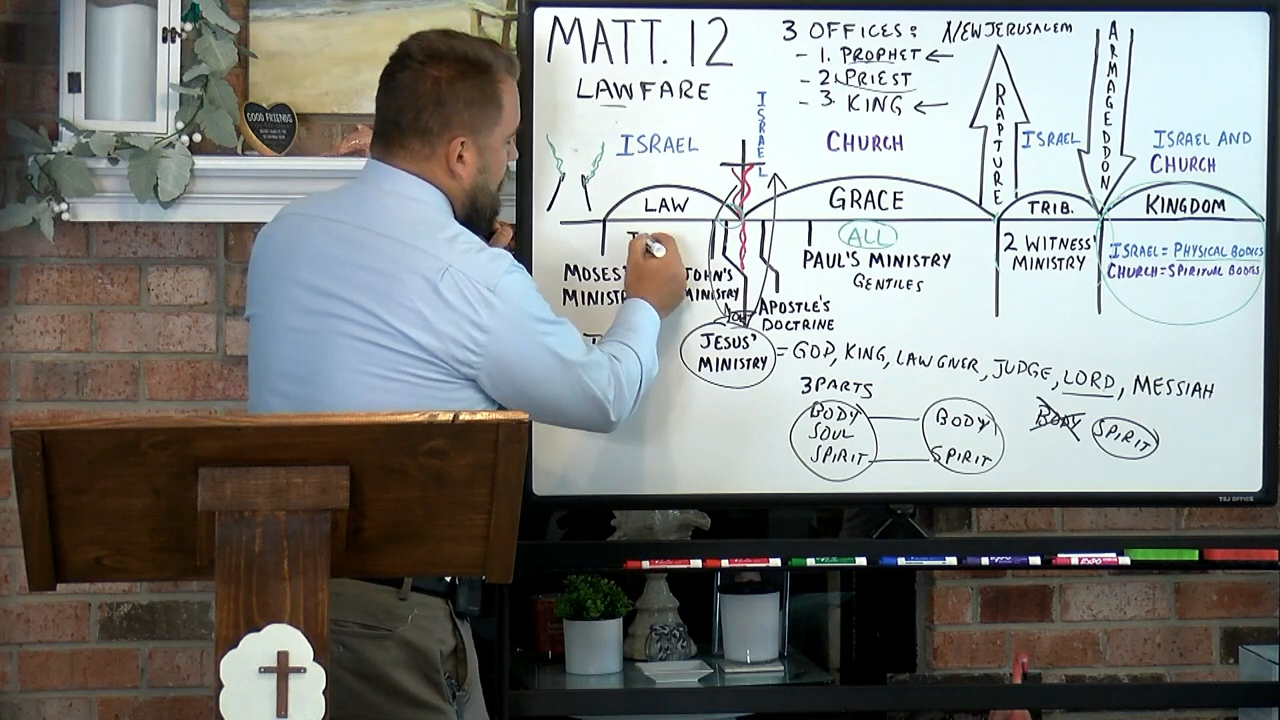 MATT. 12
LAWFARE
3 OFFICES:
- 1. PROPHET ←
- 2. PRIEST
- 3. KING ←
NEW JERUSALEM
ARMAGEDDON
RAPTURE
ISRAEL
ISRAEL
CHURCH
ISRAEL
ISRAEL AND
CHURCH
LAW
GRACE
TRIB.
KINGDOM
ALL
MOSES'
JOHN'S
MINISTRY
PAUL'S MINISTRY
GENTILES
2 WITNESS'
MINISTRY
ISRAEL = PHYSICAL BODIES
CHURCH = SPIRITUAL BODIES
APOSTLE'S
DOCTRINE
JESUS'
MINISTRY
= GOD, KING, LAWGIVER, JUDGE, LORD, MESSIAH
3 PARTS
BODY
SOUL
SPIRIT
BODY
SPIRIT
BODY
SPIRIT
GOOD FRIENDS
TSJ OFFICE
EXPO